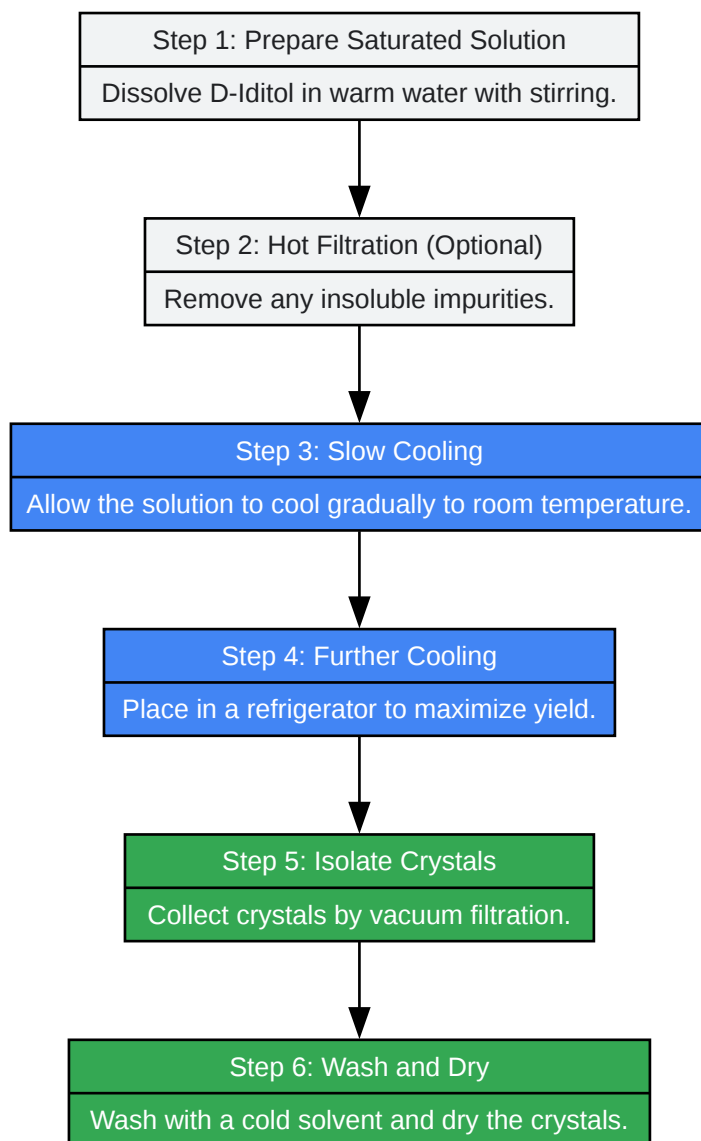 Step 1: Prepare Saturated Solution
Dissolve D-Iditol in warm water with stirring.
Step 2: Hot Filtration (Optional)
Remove any insoluble impurities.
Step 3: Slow Cooling
Allow the solution to cool gradually to room temperature.
Step 4: Further Cooling
Place in a refrigerator to maximize yield.
Step 5: Isolate Crystals
Collect crystals by vacuum filtration.
Step 6: Wash and Dry
Wash with a cold solvent and dry the crystals.